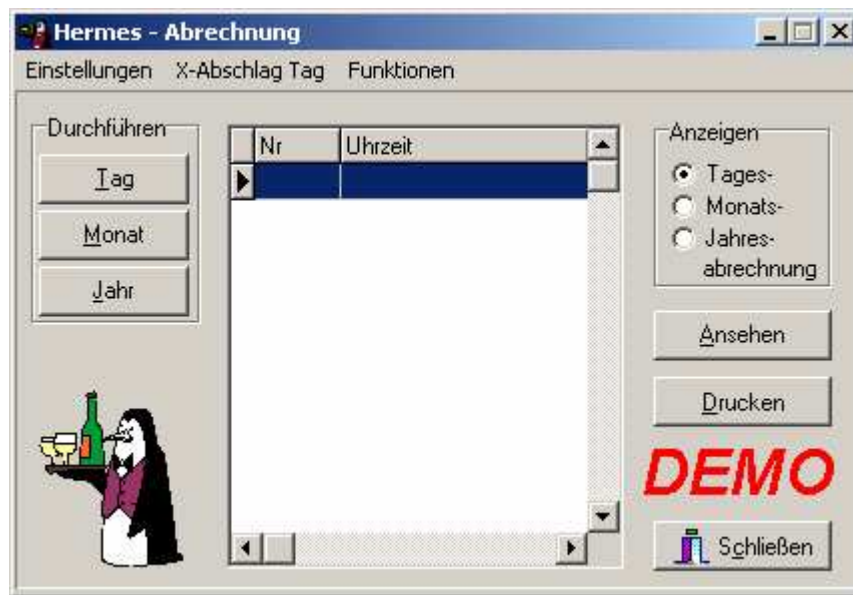 Hermes - Abrechnung
Einstellungen X-Abschlag Tag Funktionen
Durchführen
Tag
Monat
Jahr
Nr Uhrzeit
Anzeigen
Tages-
Monats-
Jahres-
abrechnung
Ansehen
Drucken
DEMO
Schließen